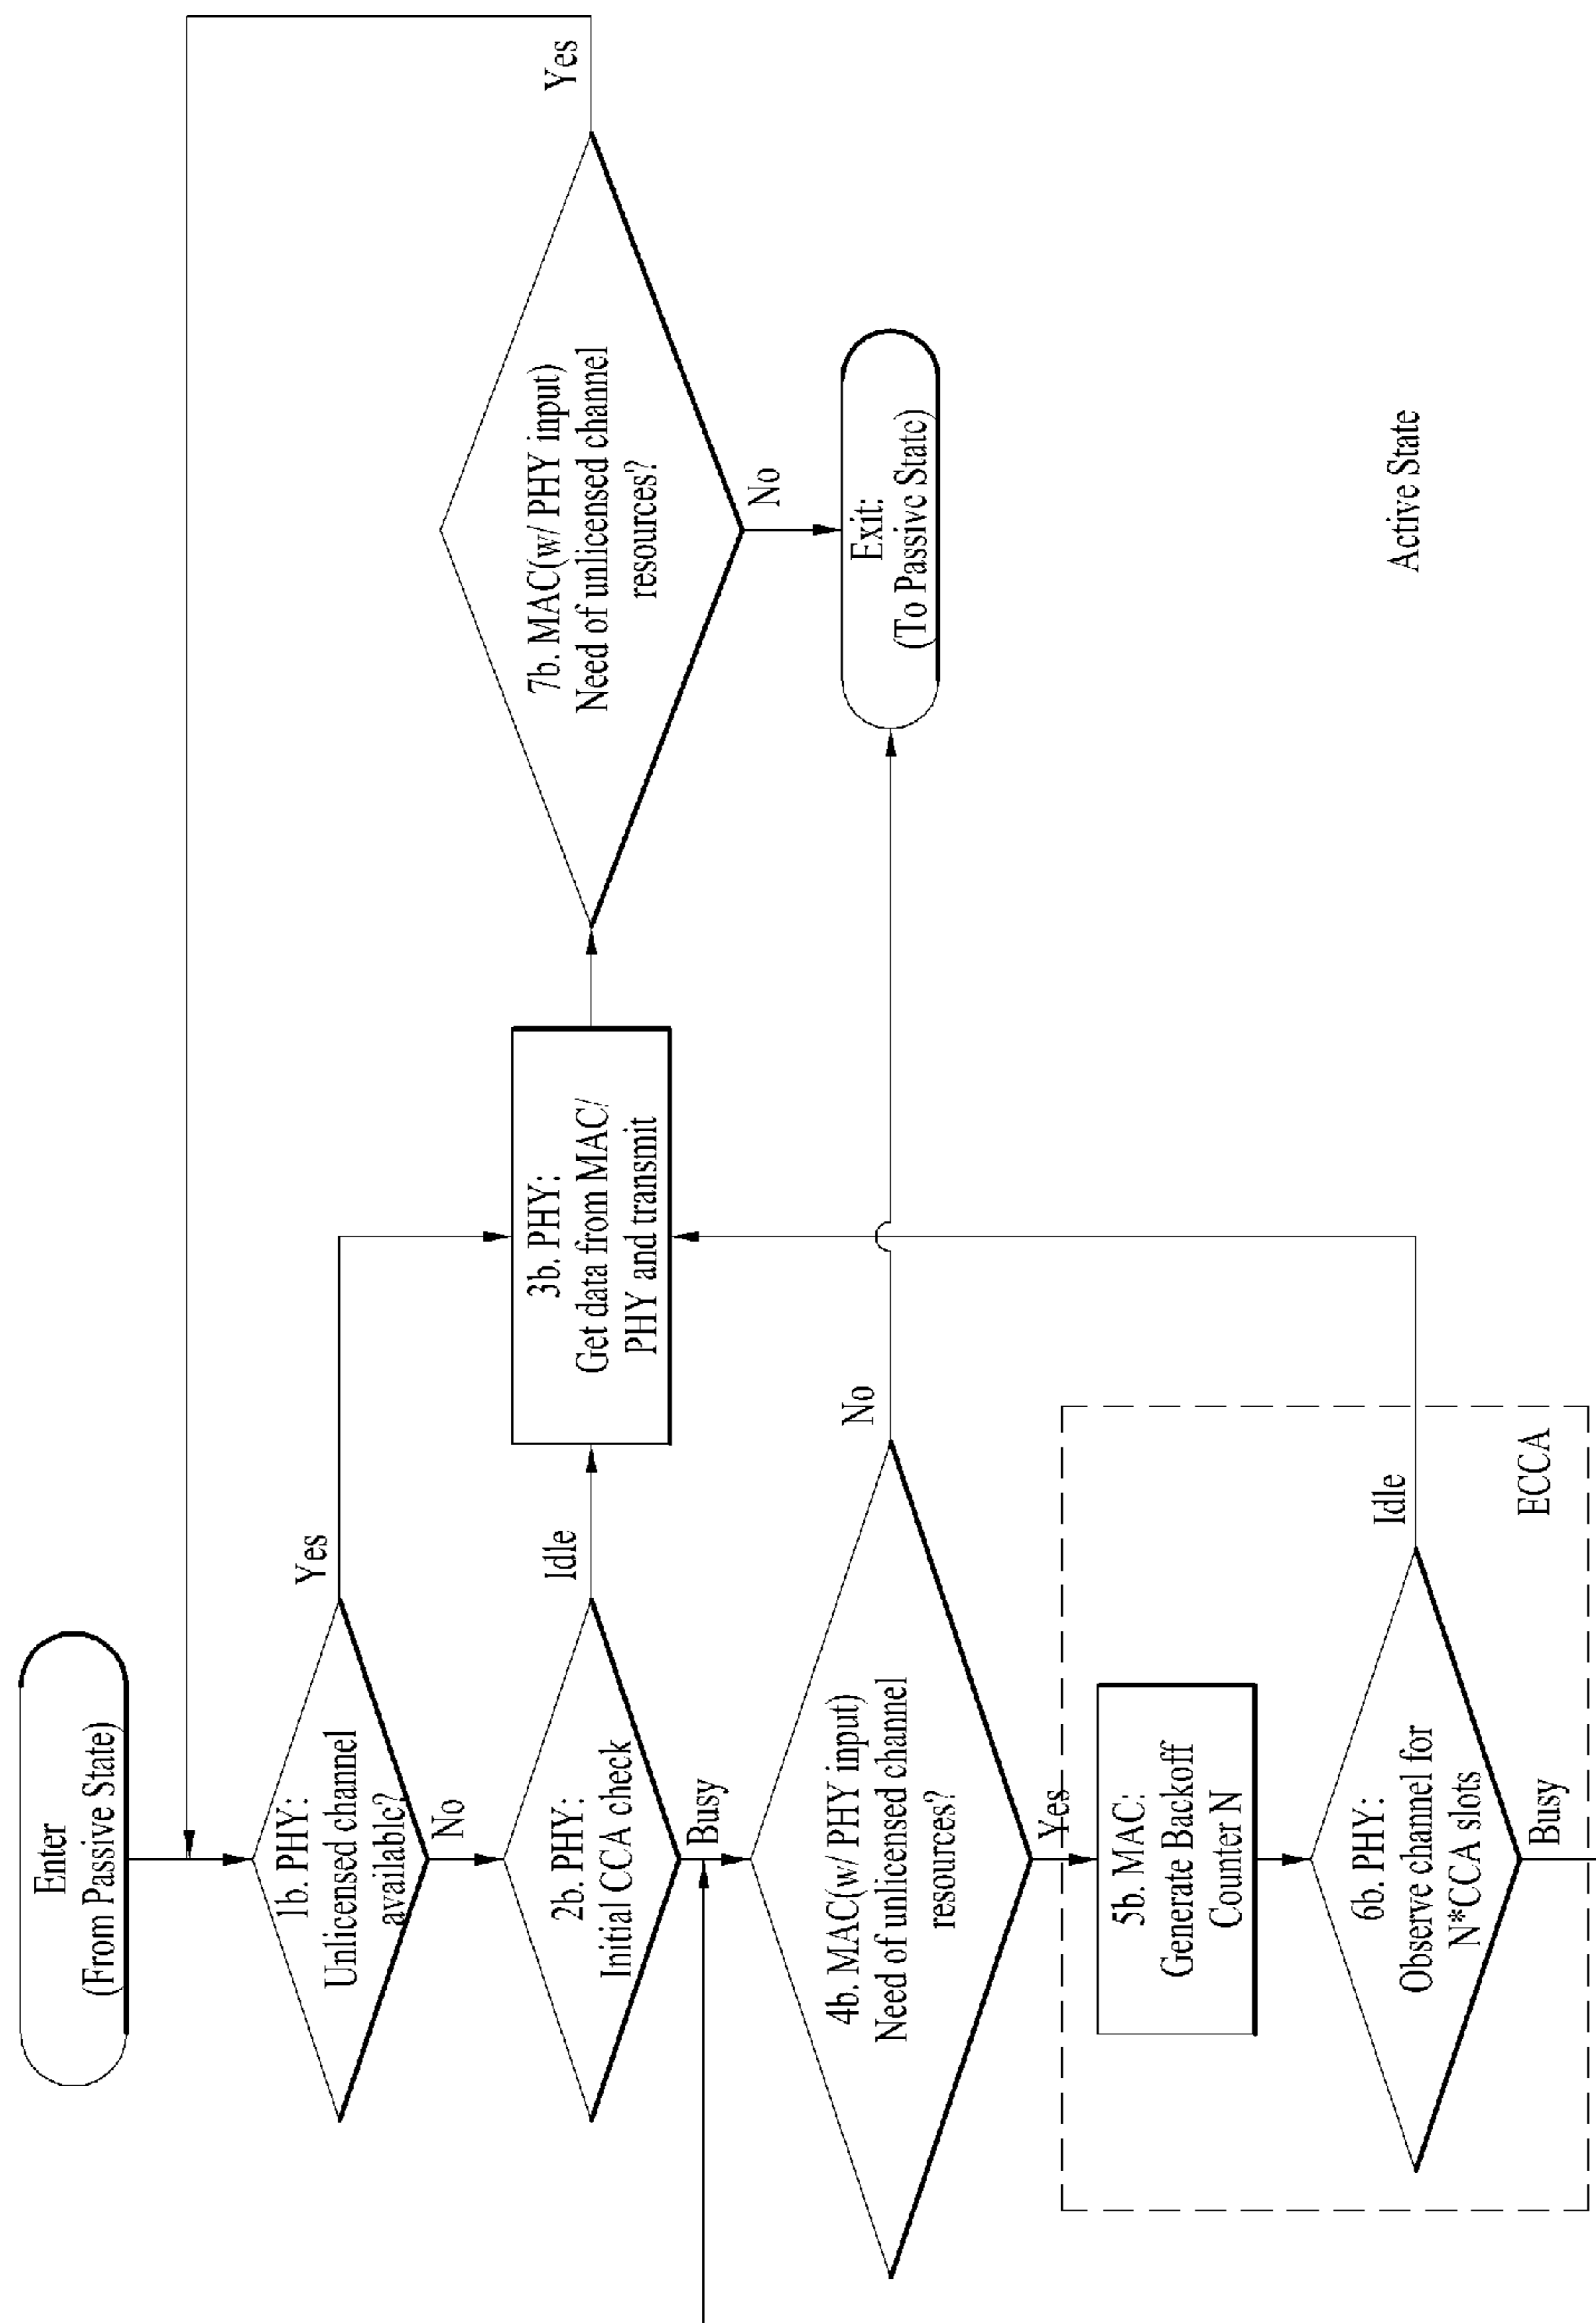 Enter
(From Passive State)
1b. PHY:
Unlicensed channel
available?
Yes
No
2b. PHY:
Initial CCA check
Idle
Busy
3b. PHY:
Get data from MAC/
PHY and transmit
4b. MAC(w/ PHY input)
Need of unlicensed channel
resources?
No
Yes
5b. MAC:
Generate Backoff
Counter N
6b. PHY:
Observe channel for
N*CCA slots
Idle
Busy
ECCA
7b. MAC(w/ PHY input)
Need of unlicensed channel
resources?
Yes
No
Exit:
(To Passive State)
Active State